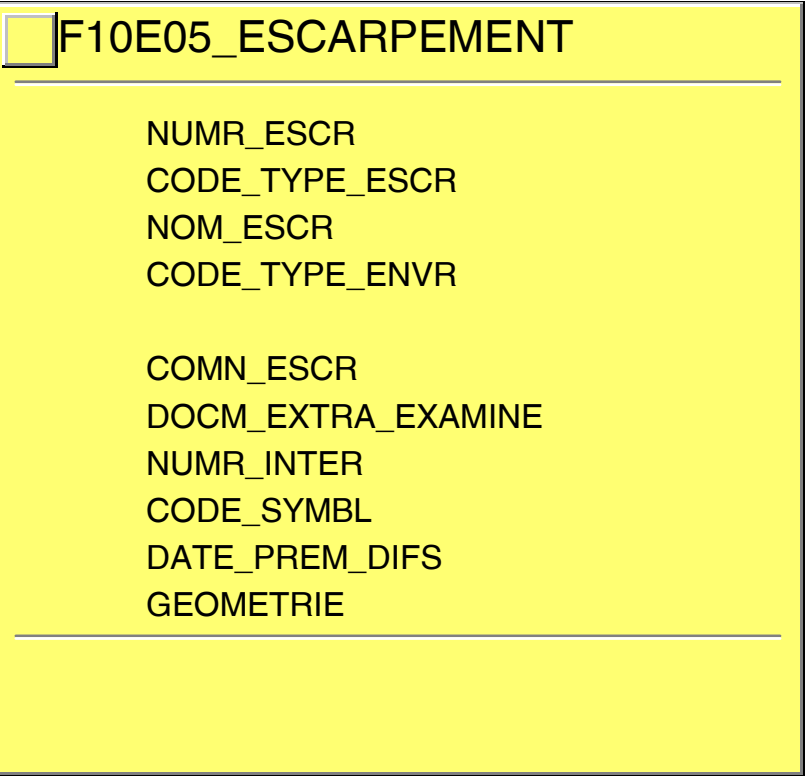 F10E05_ESCARPEMENT
NUMR_ESCR
CODE_TYPE_ESCR
NOM_ESCR
CODE_TYPE_ENVR
COMN_ESCR
DOCM_EXTRA_EXAMINE
NUMR_INTER
CODE_SYMBL
DATE_PREM_DIFS
GEOMETRIE